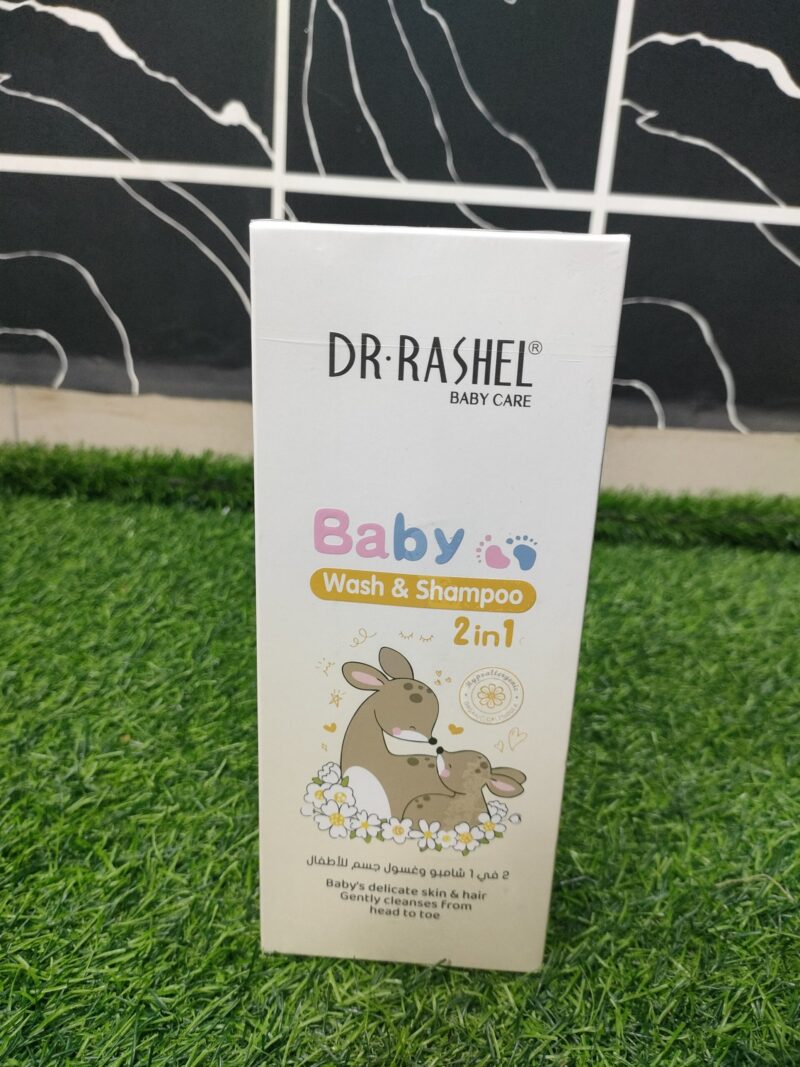 DR·RASHEL®
BABY CARE
Baby
Wash & Shampoo
2in1
Hypoallergenic
2 في 1 شامبو وغسول جسم للأطفال
Baby's delicate skin & hair
Gently cleanses from
head to toe